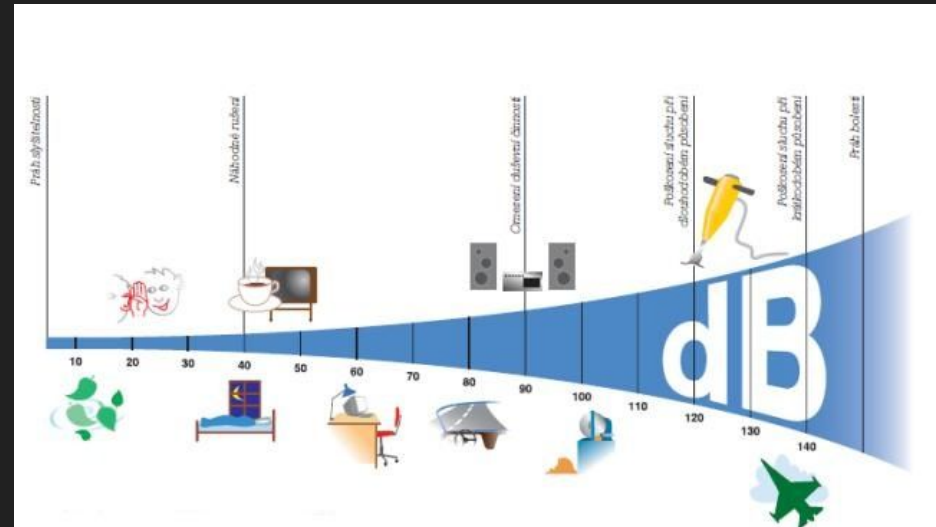 Práh slyšitelnosti
Náhodné rušení
Omezení duševní činnosti
Poškození sluchu při
dlouhodobém působení
Poškození sluchu při
krátkodobém působení
Práh bolesti
dB
10
20
30
40
50
60
70
80
90
100
110
120
130
140